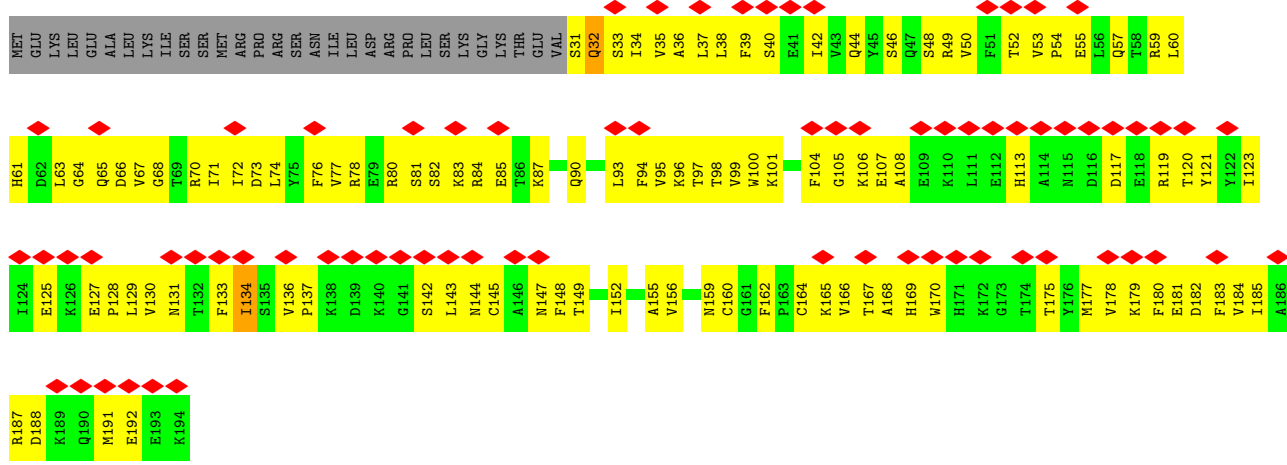 MET GLU LYS LEU GLU ALA LEU LYS ILE SER SER MET ARG PRO ARG SER ASN ILE LEU ASP ARG PRO LEU SER LYS GLY LYS THR GLU VAL S31 Q32 S33 I34 V35 A36 L37 L38 F39 S40 E41 I42 V43 Q44 Y45 S46 Q47 S48 R49 V50 F51 T52 V53 P54 E55 L56 Q57 T58 R59 L60
H61 D62 L63 G64 Q65 D66 V67 G68 T69 R70 I71 I72 D73 L74 Y75 F76 V77 R78 E79 R80 S81 S82 K83 R84 E85 T86 K87 Q90 L93 F94 V95 K96 T97 T98 V99 W100 K101 F104 G105 K106 E107 A108 E109 K110 L111 E112 H113 A114 N115 D116 D117 E118 R119 T120 Y121 Y122 I123
I124 E125 K126 E127 P128 L129 V130 N131 T132 F133 I134 S135 V136 P137 K138 D139 K140 G141 S142 L143 N144 C145 A146 N147 F148 T149 I152 A155 V156 N159 C160 G161 F162 P163 C164 K165 V166 T167 A168 H169 W170 H171 K172 G173 T174 T175 Y176 M177 V178 K179 F180 E181 D182 F183 V184 I185 A186
R187 D188 K189 Q190 M191 E192 E193 K194